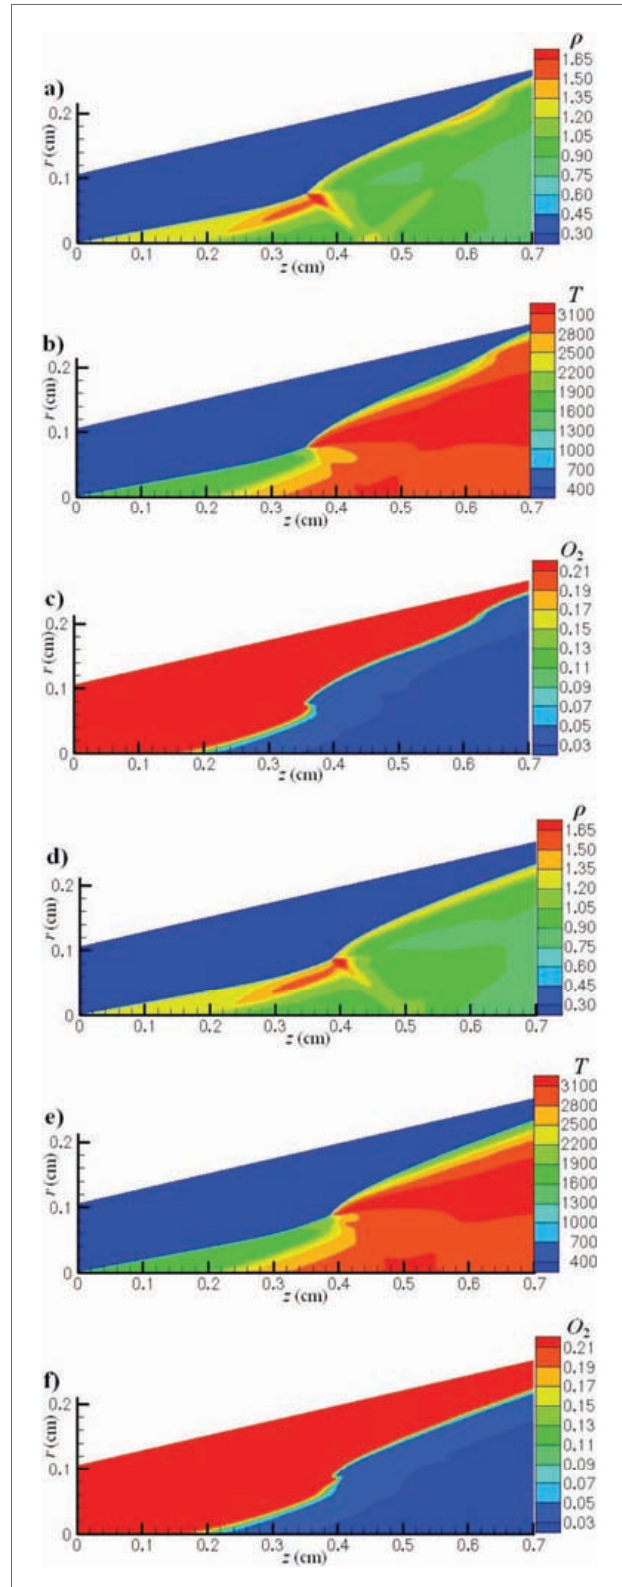 ρ
a)
1.65
1.50
1.35
1.20
1.05
0.90
0.75
0.60
0.45
0.30
r (cm)
0.2
0.1
0
0 0.1 0.2 0.3 0.4 0.5 0.6 0.7
z (cm)
T
b)
3100
2800
2500
2200
1900
1600
1300
1000
700
400
r (cm)
0.2
0.1
0
0 0.1 0.2 0.3 0.4 0.5 0.6 0.7
z (cm)
O2
c)
0.21
0.19
0.17
0.15
0.13
0.11
0.09
0.07
0.05
0.03
r (cm)
0.2
0.1
0
0 0.1 0.2 0.3 0.4 0.5 0.6 0.7
z (cm)
ρ
d)
1.65
1.50
1.35
1.20
1.05
0.90
0.75
0.60
0.45
0.30
r (cm)
0.2
0.1
0
0 0.1 0.2 0.3 0.4 0.5 0.6 0.7
z (cm)
T
e)
3100
2800
2500
2200
1900
1600
1300
1000
700
400
r (cm)
0.2
0.1
0
0 0.1 0.2 0.3 0.4 0.5 0.6 0.7
z (cm)
O2
f)
0.21
0.19
0.17
0.15
0.13
0.11
0.09
0.07
0.05
0.03
r (cm)
0.2
0.1
0
0 0.1 0.2 0.3 0.4 0.5 0.6 0.7
z (cm)